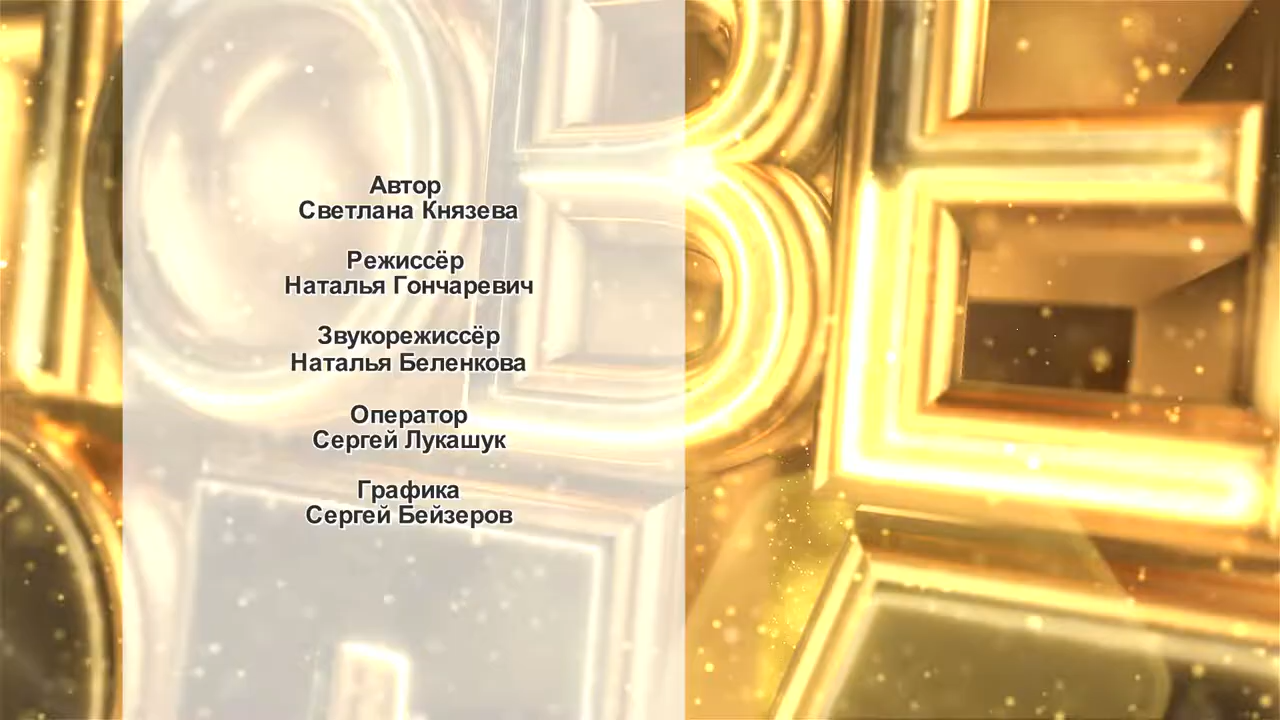 Автор
Светлана Князева
Режиссёр
Наталья Гончаревич
Звукорежиссёр
Наталья Беленкова
Оператор
Сергей Лукашук
Графика
Сергей Бейзеров